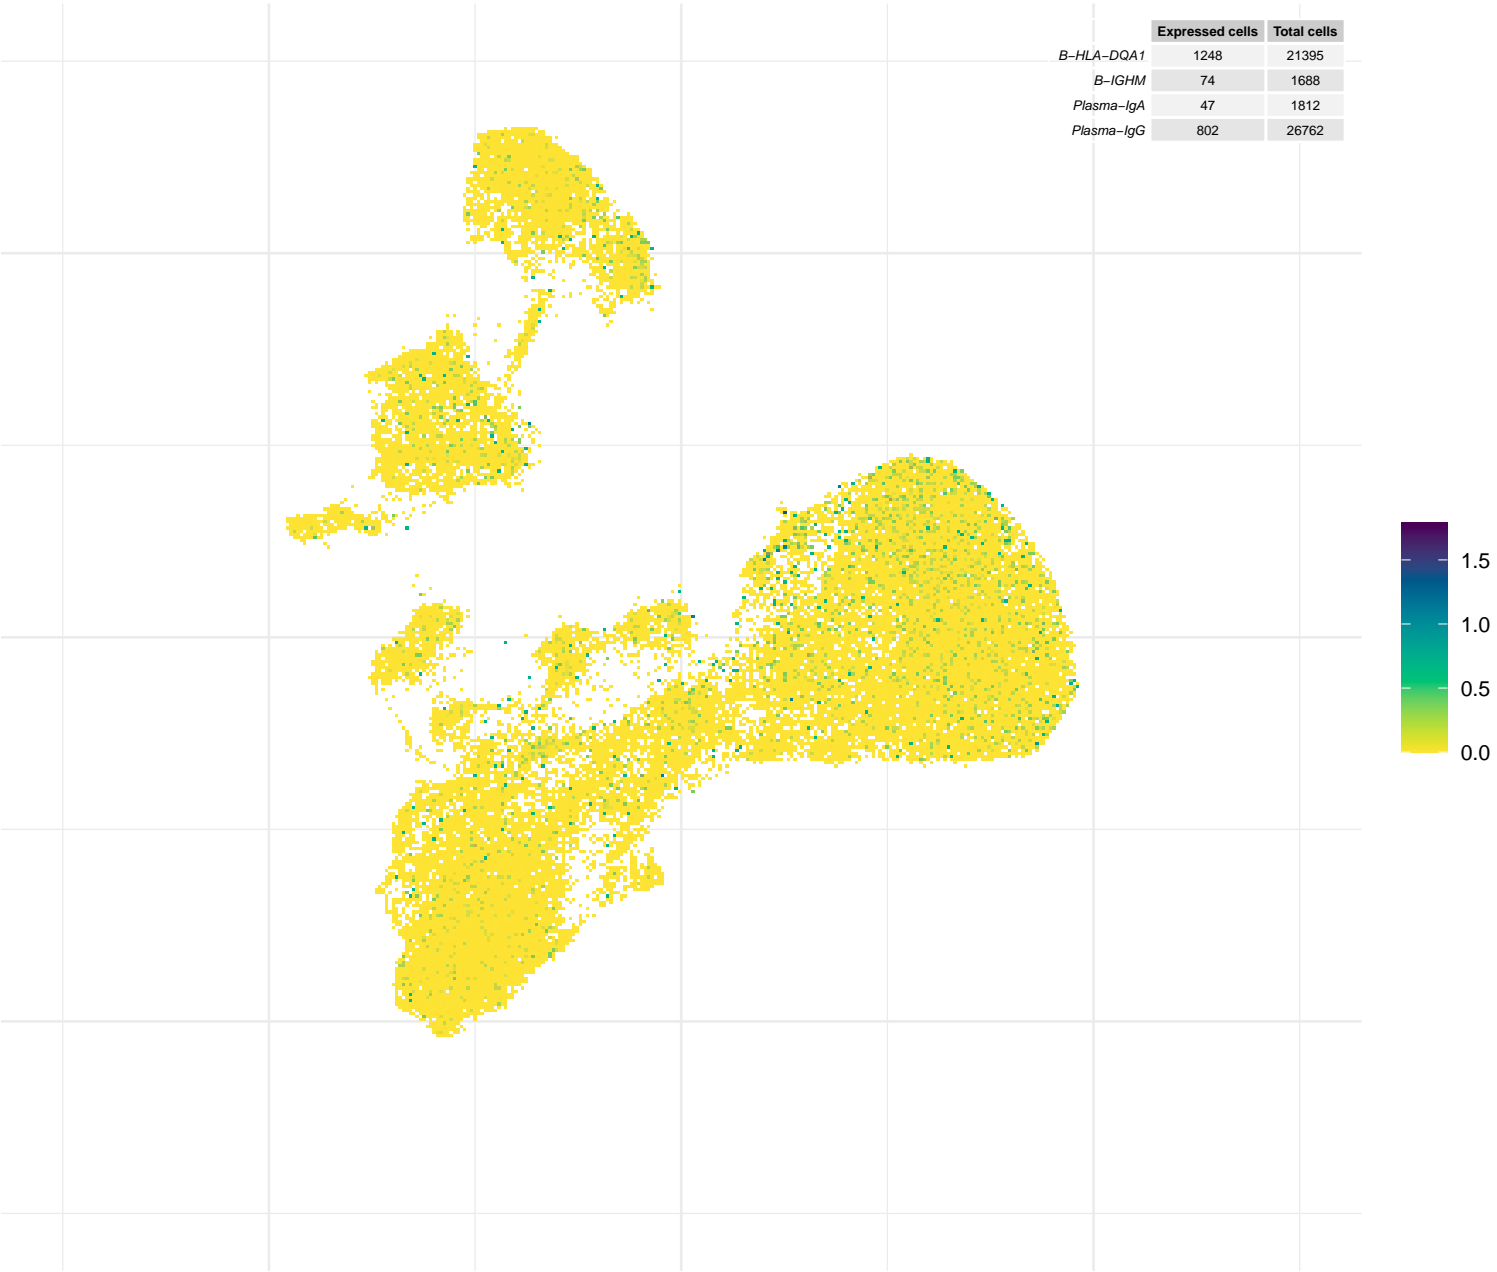 Expressed cells Total cells
B−HLA−DQA1 1248 21395
B−IGHM 74 1688
Plasma−IgA 47 1812
Plasma−IgG 802 26762
1.5
1.0
0.5
0.0